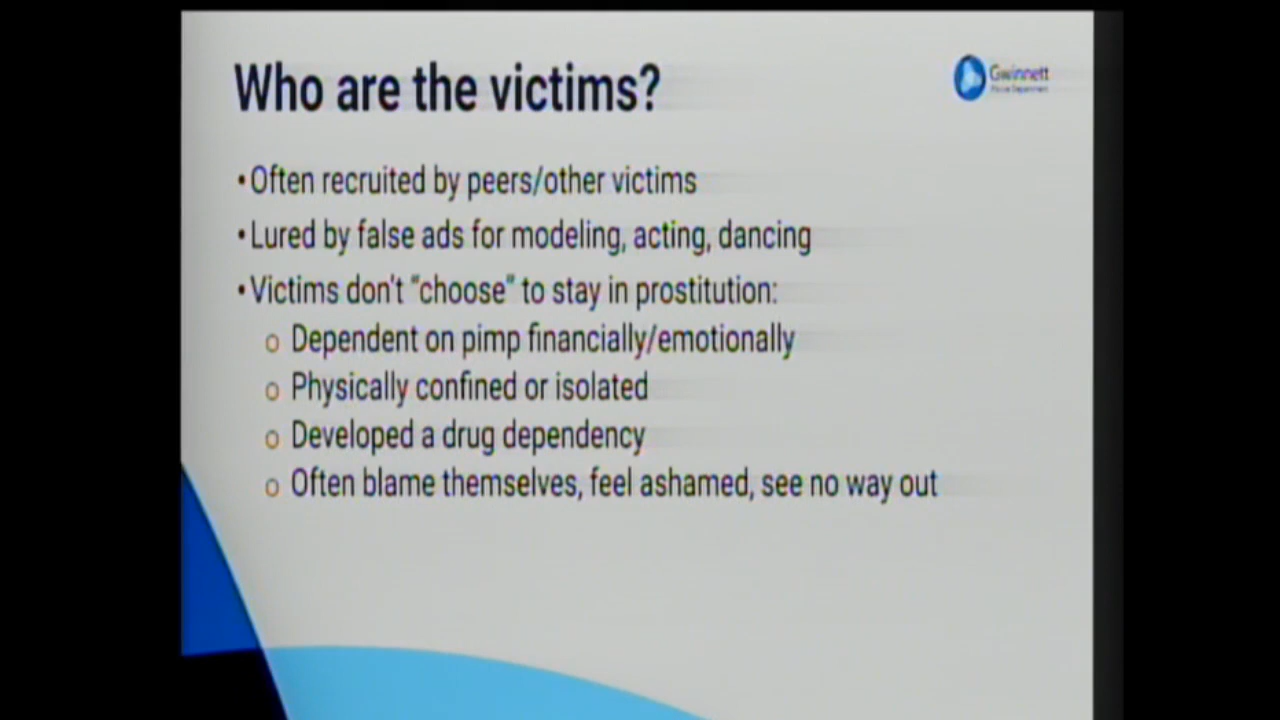 Who are the victims?
Gwinnett
Police Department
•Often recruited by peers/other victims
•Lured by false ads for modeling, acting, dancing
•Victims don't "choose" to stay in prostitution:
o Dependent on pimp financially/emotionally
o Physically confined or isolated
o Developed a drug dependency
o Often blame themselves, feel ashamed, see no way out